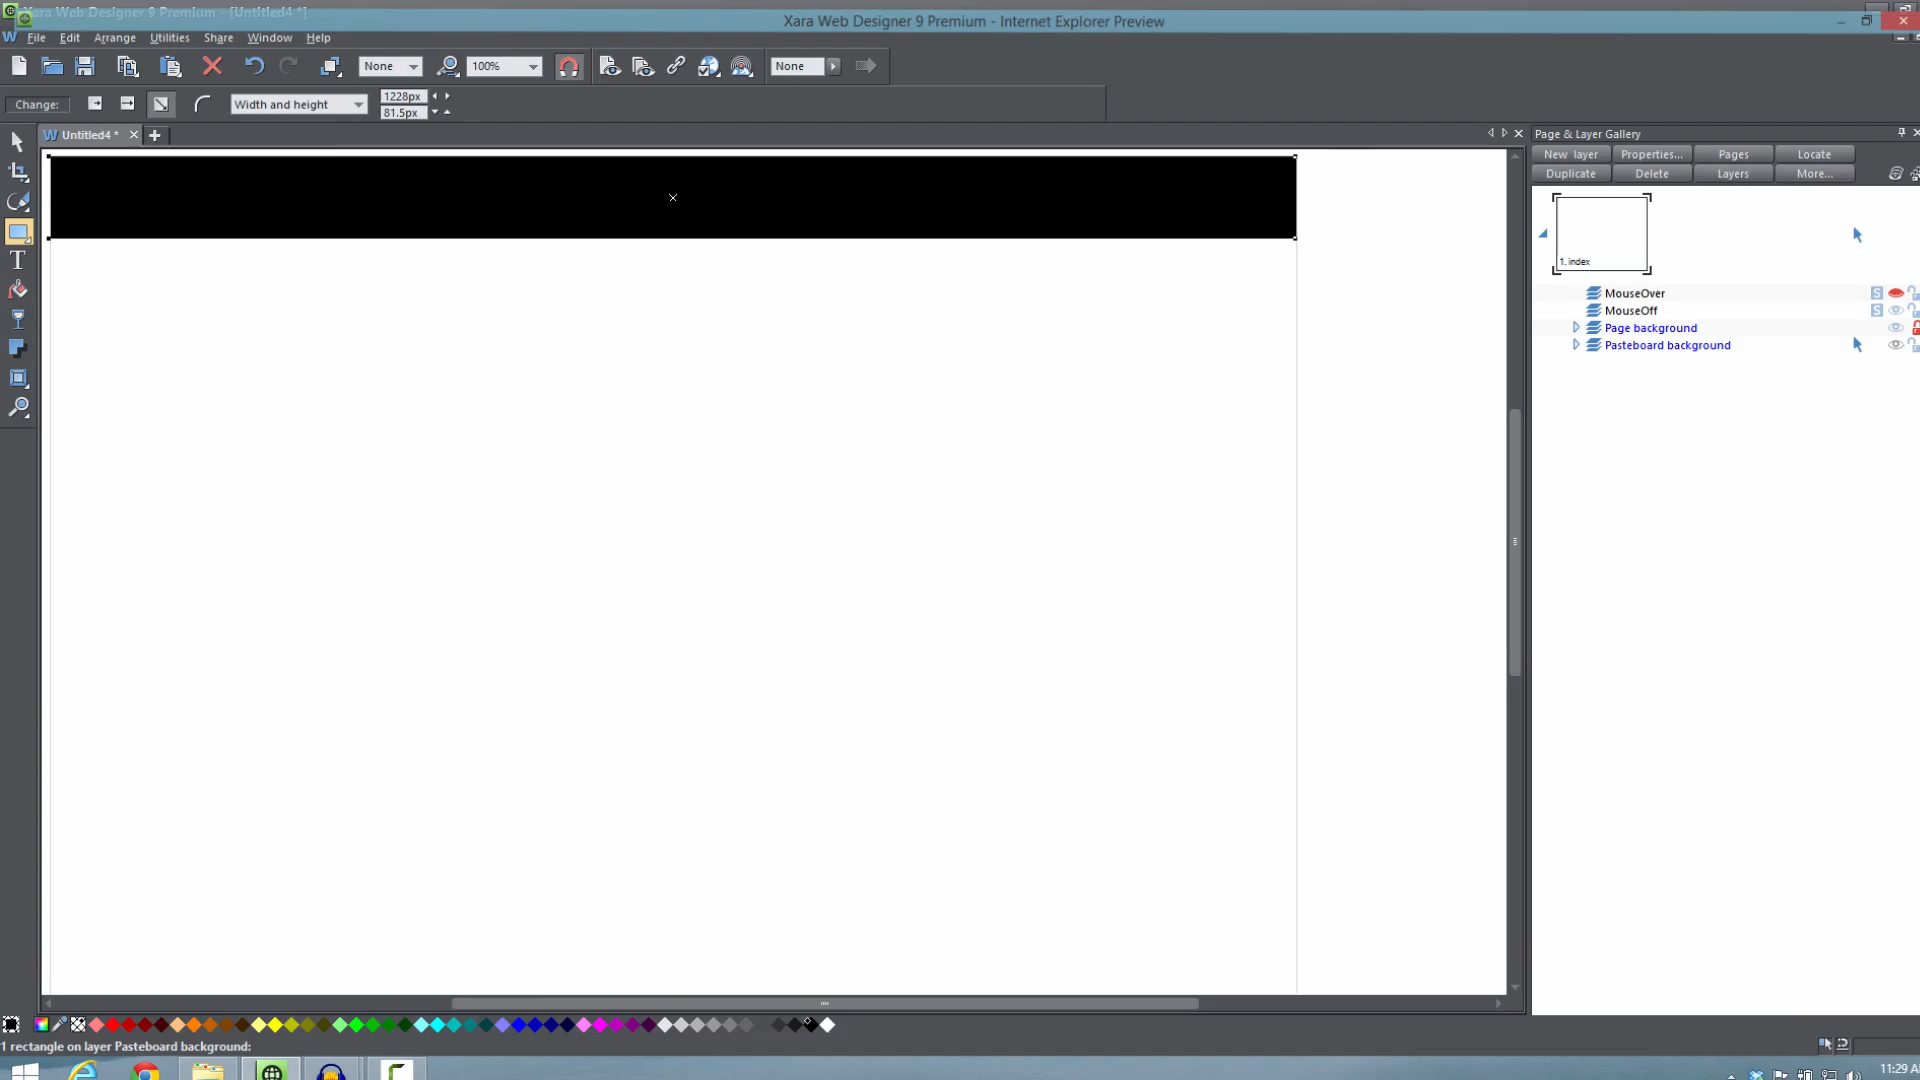 Xara Web Designer 9 Premium - [Untitled4 *]
Xara Web Designer 9 Premium - Internet Explorer Preview
W File Edit Arrange Utilities Share Window Help
None 100% None
Change: Width and height 1228px
81.5px
W Untitled4 *
Page & Layer Gallery
New layer Properties... Pages Locate
Duplicate Delete Layers More...
1. index
MouseOver S
MouseOff S
Page background
Pasteboard background
T
1 rectangle on layer Pasteboard background:
11:29 A